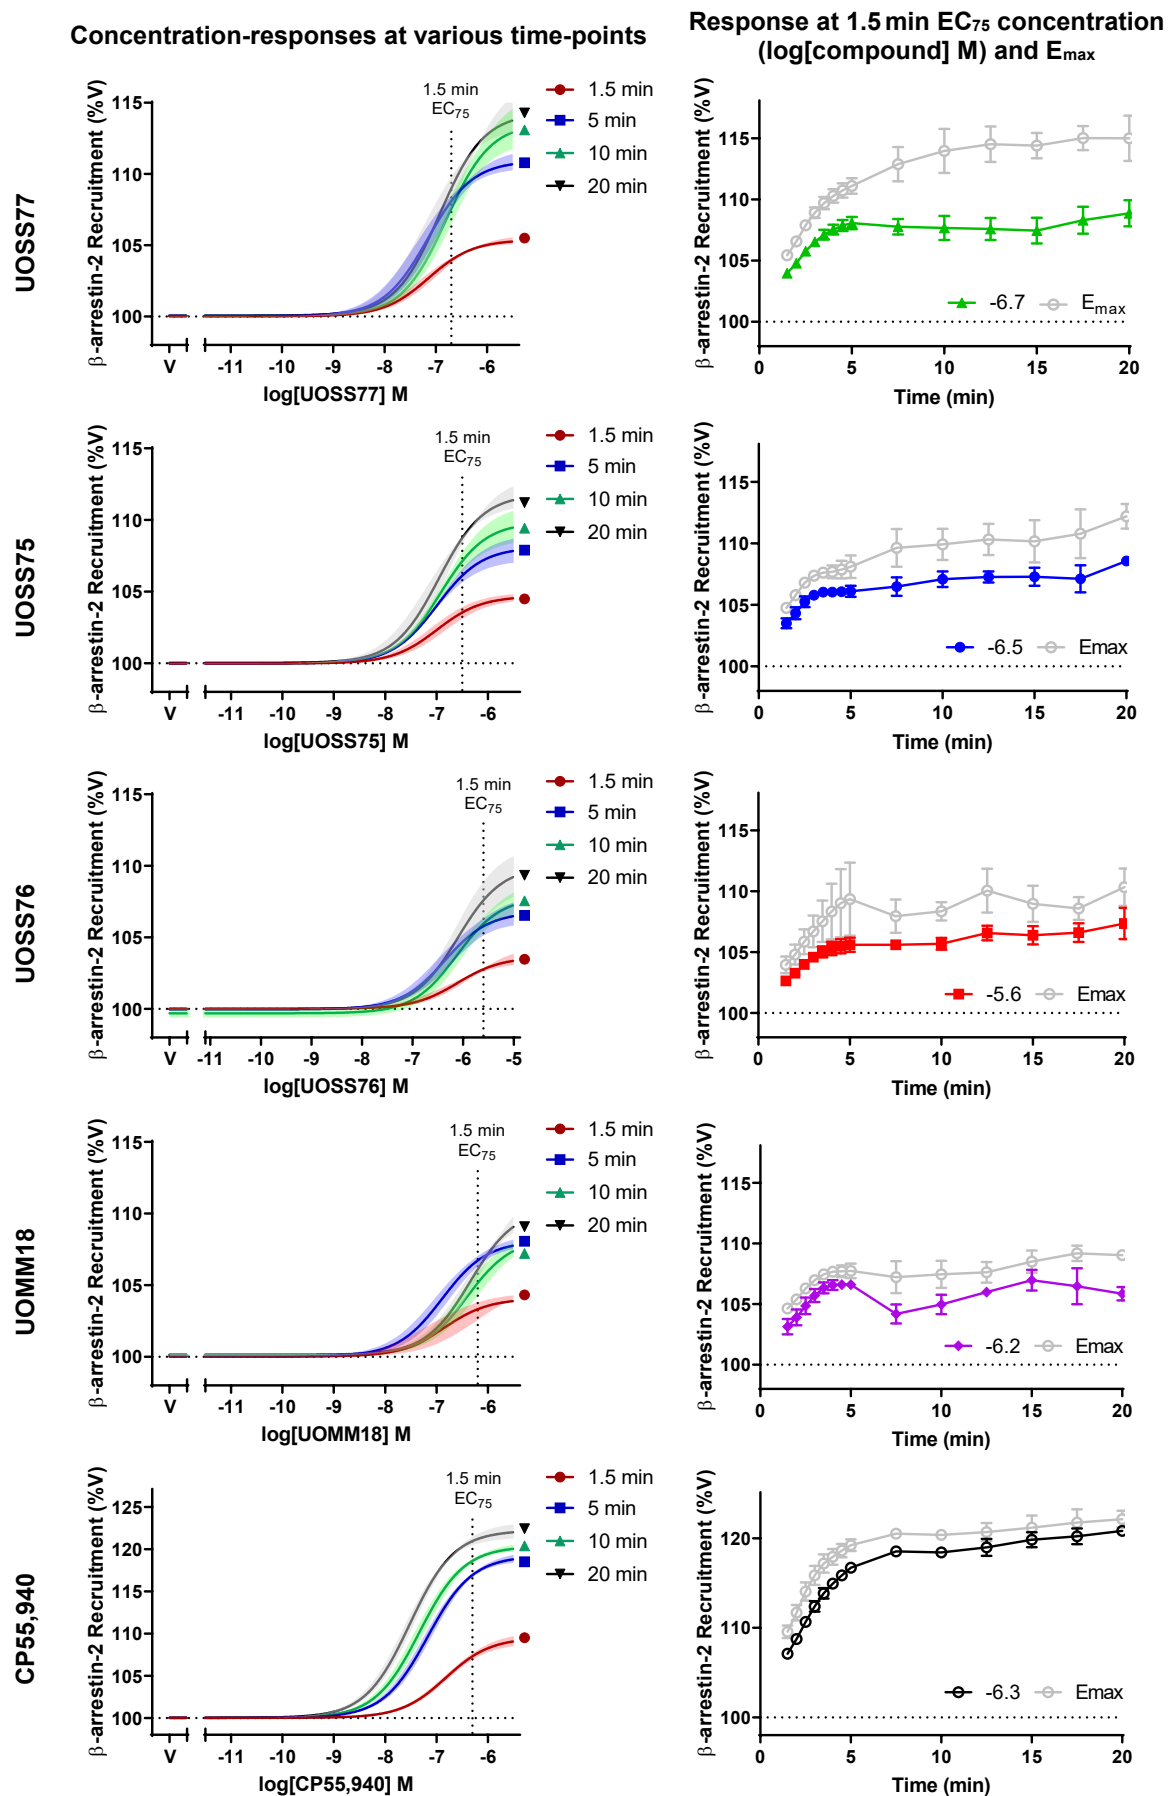 Concentration-responses at various time-points
Response at 1.5 min EC75 concentration
(log[compound] M) and Emax
UOSS77
β-arrestin-2 Recruitment (%V)
115
110
105
100
1.5 min
EC75
1.5 min
5 min
10 min
20 min
V -11 -10 -9 -8 -7 -6
log[UOSS77] M
β-arrestin-2 Recruitment (%V)
115
110
105
100
-6.7 Emax
0 5 10 15 20
Time (min)
UOSS75
β-arrestin-2 Recruitment (%V)
115
110
105
100
1.5 min
EC75
1.5 min
5 min
10 min
20 min
V -11 -10 -9 -8 -7 -6
log[UOSS75] M
β-arrestin-2 Recruitment (%V)
115
110
105
100
-6.5 Emax
0 5 10 15 20
Time (min)
UOSS76
β-arrestin-2 Recruitment (%V)
115
110
105
100
1.5 min
EC75
1.5 min
5 min
10 min
20 min
V -11 -10 -9 -8 -7 -6 -5
log[UOSS76] M
β-arrestin-2 Recruitment (%V)
115
110
105
100
-5.6 Emax
0 5 10 15 20
Time (min)
UOMM18
β-arrestin-2 Recruitment (%V)
115
110
105
100
1.5 min
EC75
1.5 min
5 min
10 min
20 min
V -11 -10 -9 -8 -7 -6
log[UOMM18] M
β-arrestin-2 Recruitment (%V)
115
110
105
100
-6.2 Emax
0 5 10 15 20
Time (min)
CP55,940
β-arrestin-2 Recruitment (%V)
125
120
115
110
105
100
1.5 min
EC75
1.5 min
5 min
10 min
20 min
V -11 -10 -9 -8 -7 -6
log[CP55,940] M
β-arrestin-2 Recruitment (%V)
120
110
100
-6.3 Emax
0 5 10 15 20
Time (min)